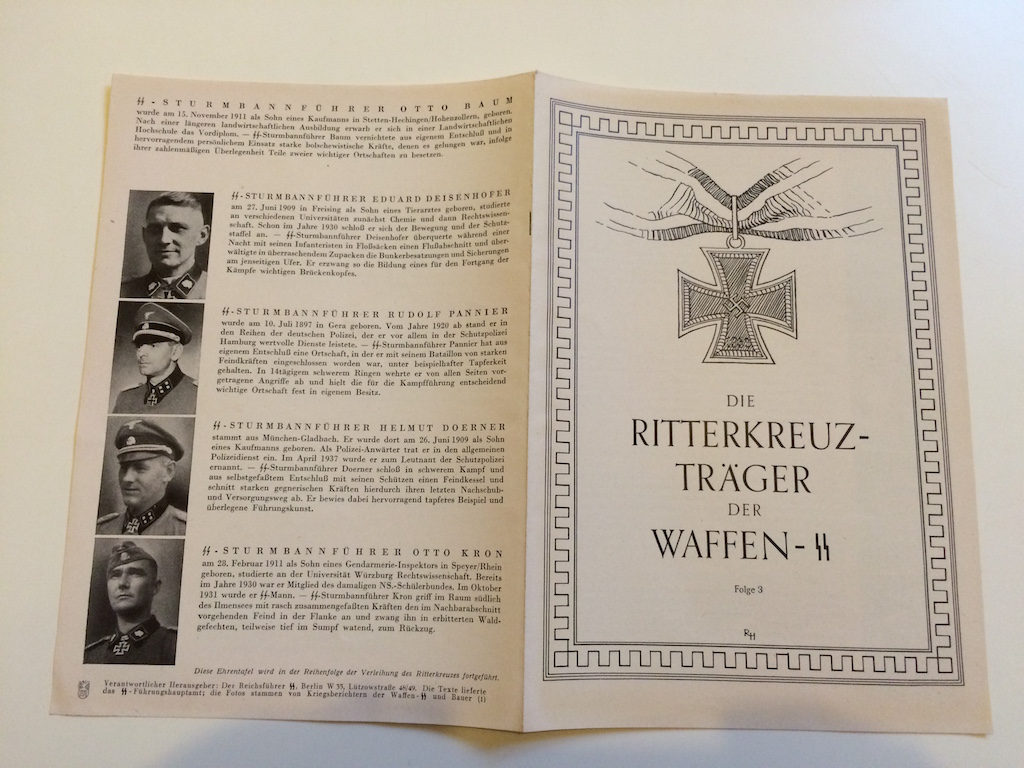 ᛋᛋ-STURMBANNFÜHRER OTTO BAUM
wurde am 15. November 1911 als Sohn eines Kaufmanns in Stetten-Hechingen/Hohenzollern, geboren.
Nach einer längeren landwirtschaftlichen Ausbildung erwarb er sich in einer Landwirtschaftlichen
Hochschule das Vordiplom. — ᛋᛋ-Sturmbannführer Baum vernichtete aus eigenem Entschluß und in
hervorragendem persönlichem Einsatz starke bolschewistische Kräfte, denen es gelungen war, infolge
ihrer zahlenmäßigen Überlegenheit Teile zweier wichtiger Ortschaften zu besetzen.
ᛋᛋ-STURMBANNFÜHRER EDUARD DEISENHOFER
am 27. Juni 1909 in Freising als Sohn eines Tierarztes geboren, studierte
an verschiedenen Universitäten zunächst Chemie und dann Rechtswissen-
schaft. Schon im Jahre 1930 schloß er sich der Bewegung und der Schutz-
staffel an. — ᛋᛋ-Sturmbannführer Deisenhofer überquerte während einer
Nacht mit seinen Infanteristen in Floßsäcken einen Flußabschnitt und über-
wältigte in überraschendem Zupacken die Bunkerbesatzungen und Sicherungen
am jenseitigen Ufer. Er erzwang so die Bildung eines für den Fortgang der
Kämpfe wichtigen Brückenkopfes.
ᛋᛋ-STURMBANNFÜHRER RUDOLF PANNIER
wurde am 10. Juli 1897 in Gera geboren. Vom Jahre 1920 ab stand er in
den Reihen der deutschen Polizei, der er vor allem in der Schutzpolizei
Hamburg wertvolle Dienste leistete. — ᛋᛋ-Sturmbannführer Pannier hat aus
eigenem Entschluß eine Ortschaft, in der er mit seinem Bataillon von starken
Feindkräften eingeschlossen worden war, unter beispielhafter Tapferkeit
gehalten. In 14tägigem schwerem Ringen wehrte er von allen Seiten vor-
getragene Angriffe ab und hielt die für die Kampfführung entscheidend
wichtige Ortschaft fest in eigenem Besitz.
ᛋᛋ-STURMBANNFÜHRER HELMUT DOERNER
stammt aus München-Gladbach. Er wurde dort am 26. Juni 1909 als Sohn
eines Kaufmanns geboren. Als Polizei-Anwärter trat er in den allgemeinen
Polizeidienst ein. Im April 1937 wurde er zum Leutnant der Schutzpolizei
ernannt. — ᛋᛋ-Sturmbannführer Doerner schloß in schwerem Kampf und
aus selbstgefaßtem Entschluß mit seinen Schützen einen Feindkessel und
schnitt starken gegnerischen Kräften hierdurch ihren letzten Nachschub-
und Versorgungsweg ab. Er bewies dabei hervorragend tapferes Beispiel und
überlegene Führungskunst.
ᛋᛋ-STURMBANNFÜHRER OTTO KRON
am 28. Februar 1911 als Sohn eines Gendarmerie-Inspektors in Speyer/Rhein
geboren, studierte an der Universität Würzburg Rechtswissenschaft. Bereits
im Jahre 1930 war er Mitglied des damaligen NS.-Schülerbundes. Im Oktober
1931 wurde er ᛋᛋ-Mann. — ᛋᛋ-Sturmbannführer Kron griff im Raum südlich
des Ilmensees mit rasch zusammengefaßten Kräften den im Nachbarabschnitt
vorgehenden Feind in der Flanke an und zwang ihn in erbitterten Wald-
gefechten, teilweise tief im Sumpf watend, zum Rückzug.
Diese Ehrentafel wird in der Reihenfolge der Verleihung des Ritterkreuzes fortgeführt.
Verantwortlicher Herausgeber: Der Reichsführer ᛋᛋ, Berlin W 35, Lützowstraße 48/49. Die Texte lieferte
das ᛋᛋ-Führungshauptamt; die Fotos stammen von Kriegsberichtern der Waffen-ᛋᛋ und Bauer (1)
DIE
RITTERKREUZ-
TRÄGER
DER
WAFFEN-ᛋᛋ
Folge 3
RH